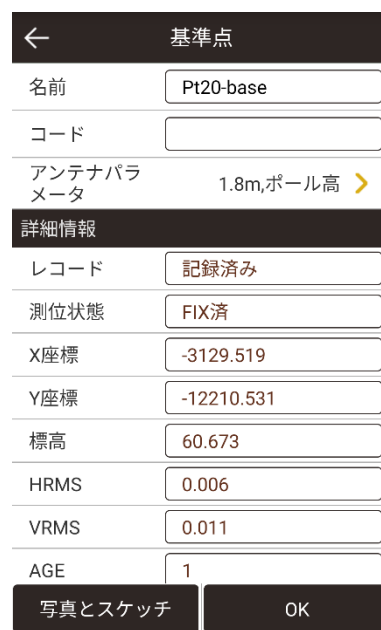 基準点
名前 Pt20-base
コード
アンテナパラ
メータ 1.8m,ポール高
詳細情報
レコード 記録済み
測位状態 FIX済
X座標 -3129.519
Y座標 -12210.531
標高 60.673
HRMS 0.006
VRMS 0.011
AGE 1
写真とスケッチ OK